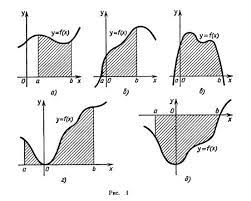 y y=f(x) 0 a b x
а)
y y=f(x) a 0 b x
б)
y y=f(x) a 0 b x
в)
y y=f(x) a 0 b x
г)
y a 0 b x y=f(x)
д)
Рис. 1